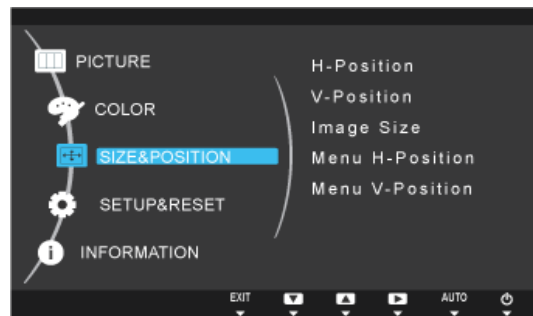 PICTURE
COLOR
SIZE&POSITION
SETUP&RESET
INFORMATION
H-Position
V-Position
Image Size
Menu H-Position
Menu V-Position
EXIT
AUTO